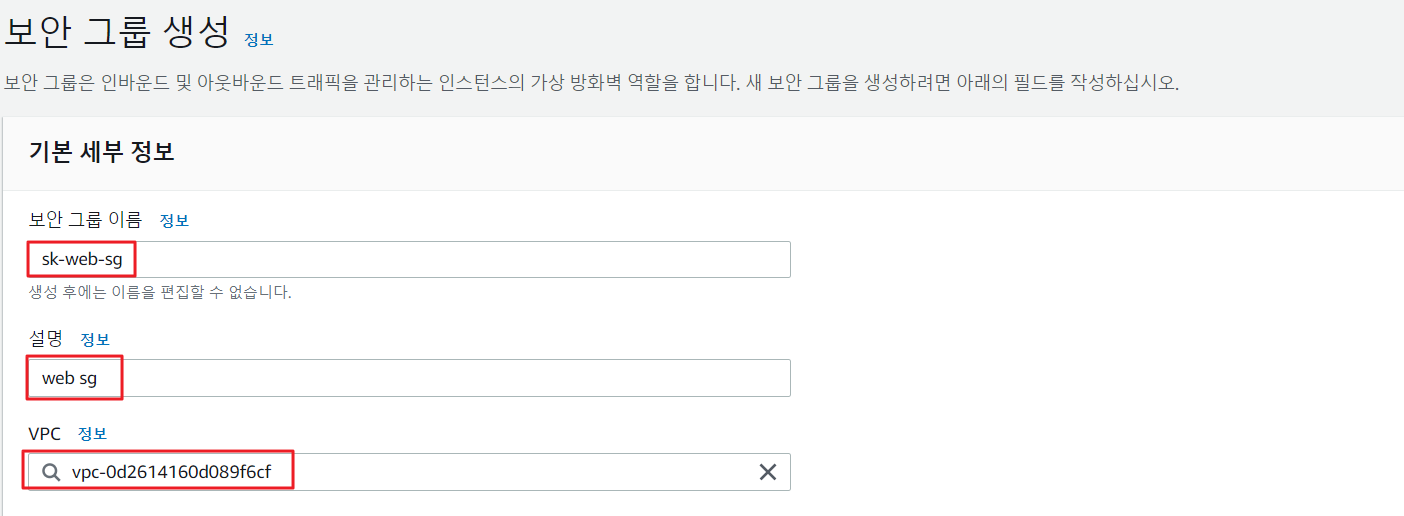 보안 그룹 생성 정보
보안 그룹은 인바운드 및 아웃바운드 트래픽을 관리하는 인스턴스의 가상 방화벽 역할을 합니다. 새 보안 그룹을 생성하려면 아래의 필드를 작성하십시오.
기본 세부 정보
보안 그룹 이름 정보
sk-web-sg
생성 후에는 이름을 편집할 수 없습니다.
설명 정보
web sg
VPC 정보
vpc-0d2614160d089f6cf